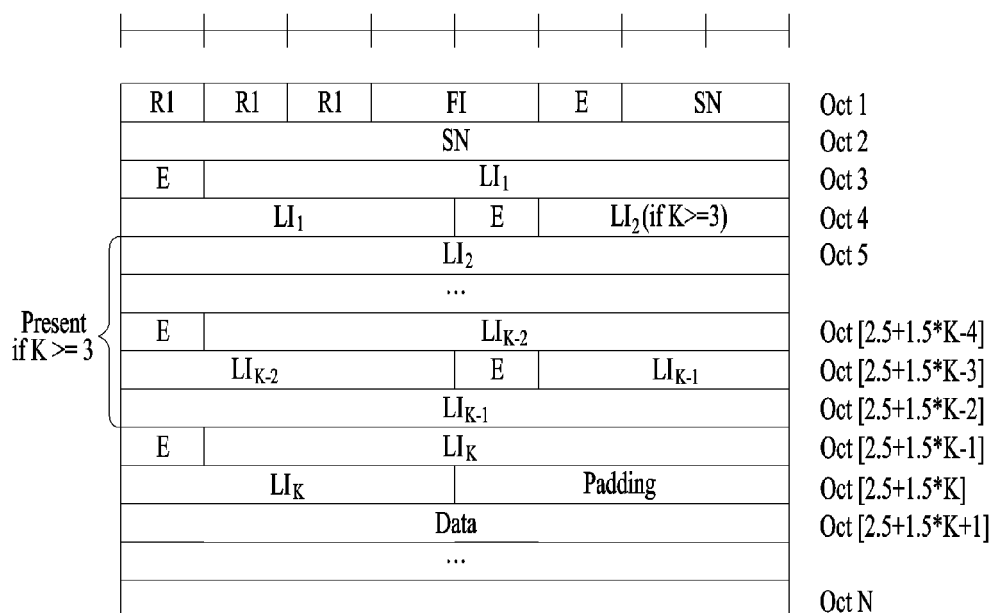 R1 R1 R1 FI E SN Oct 1
SN Oct 2
E LI1 Oct 3
LI1 E LI2(if K>=3) Oct 4
LI2 Oct 5
...
Present
if K >= 3
E LIK-2 Oct [2.5+1.5*K-4]
LIK-2 E LIK-1 Oct [2.5+1.5*K-3]
LIK-1 Oct [2.5+1.5*K-2]
E LIK Oct [2.5+1.5*K-1]
LIK Padding Oct [2.5+1.5*K]
Data Oct [2.5+1.5*K+1]
...
Oct N